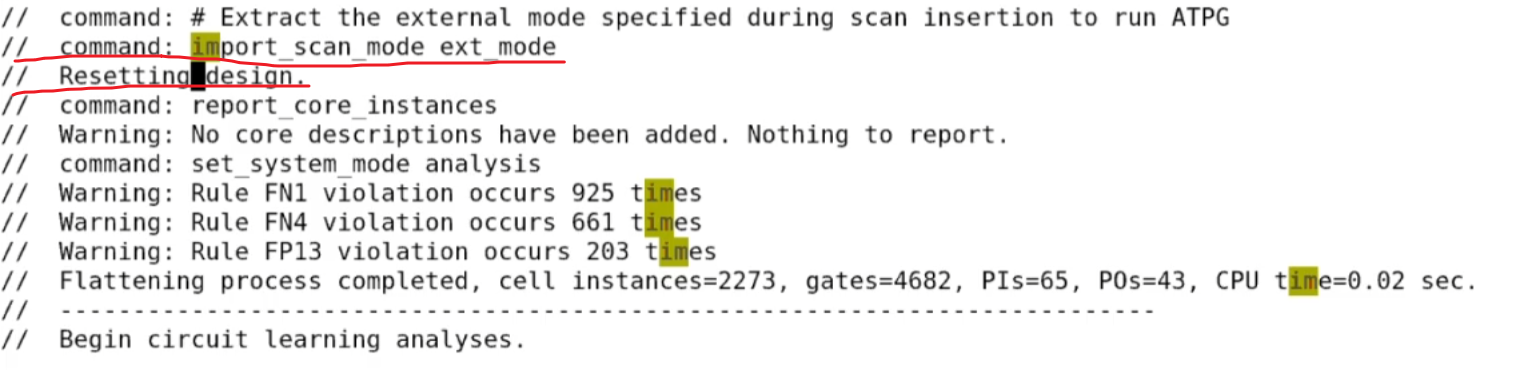 //  command: # Extract the external mode specified during scan insertion to run ATPG
//  command: import_scan_mode ext_mode
//  Resetting design.
//  command: report_core_instances
//  Warning: No core descriptions have been added. Nothing to report.
//  command: set_system_mode analysis
//  Warning: Rule FN1 violation occurs 925 times
//  Warning: Rule FN4 violation occurs 661 times
//  Warning: Rule FP13 violation occurs 203 times
//  Flattening process completed, cell instances=2273, gates=4682, PIs=65, POs=43, CPU time=0.02 sec.
//  ---------------------------------------------------------------------------
//  Begin circuit learning analyses.